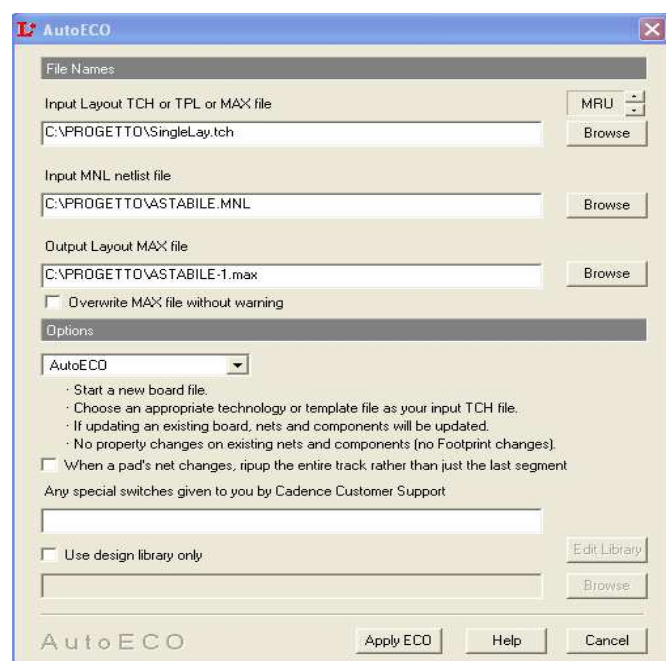 AutoECO
File Names
Input Layout TCH or TPL or MAX file
MRU
C:\PROGETTO\SingleLay.tch
Browse
Input MNL netlist file
C:\PROGETTO\ASTABILE.MNL
Browse
Output Layout MAX file
C:\PROGETTO\ASTABILE-1.max
Browse
Overwrite MAX file without warning
Options
AutoECO
· Start a new board file.
· Choose an appropriate technology or template file as your input TCH file.
· If updating an existing board, nets and components will be updated.
· No property changes on existing nets and components (no Footprint changes).
When a pad's net changes, ripup the entire track rather than just the last segment
Any special switches given to you by Cadence Customer Support
Use design library only
Edit Library
Browse
AutoECO
Apply ECO
Help
Cancel